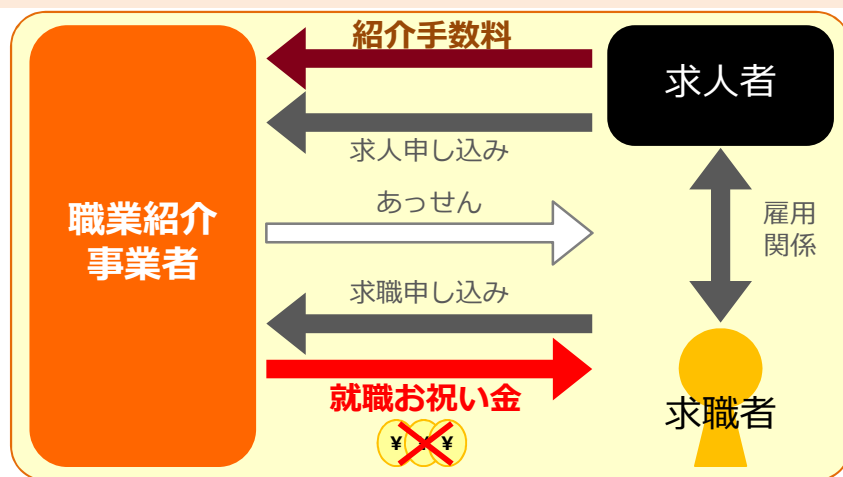 紹介手数料
求人者
求人申し込み
あっせん
職業紹介
事業者
雇用
関係
求職申し込み
就職お祝い金
求職者
¥ ¥ ¥